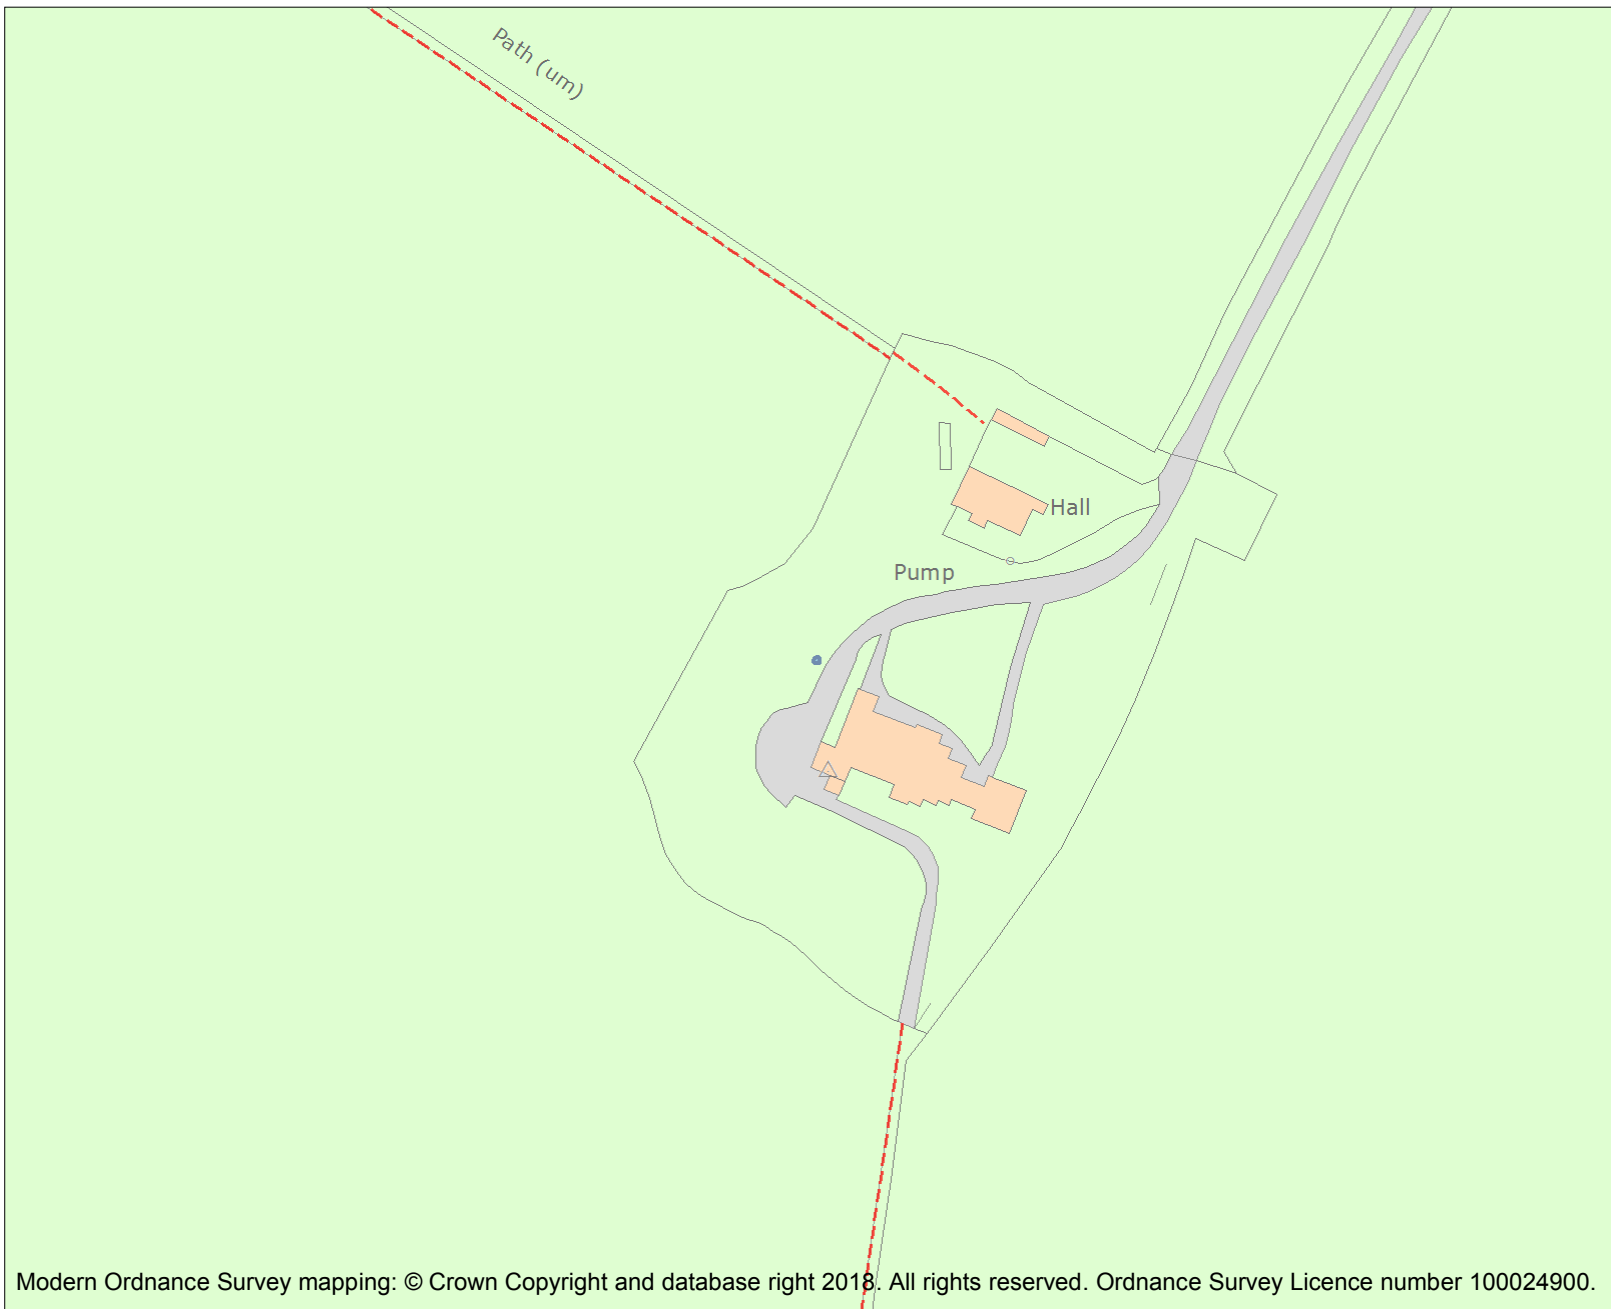 Path (um)
Hall
Pump
Modern Ordnance Survey mapping: © Crown Copyright and database right 2018. All rights reserved. Ordnance Survey Licence number 100024900.